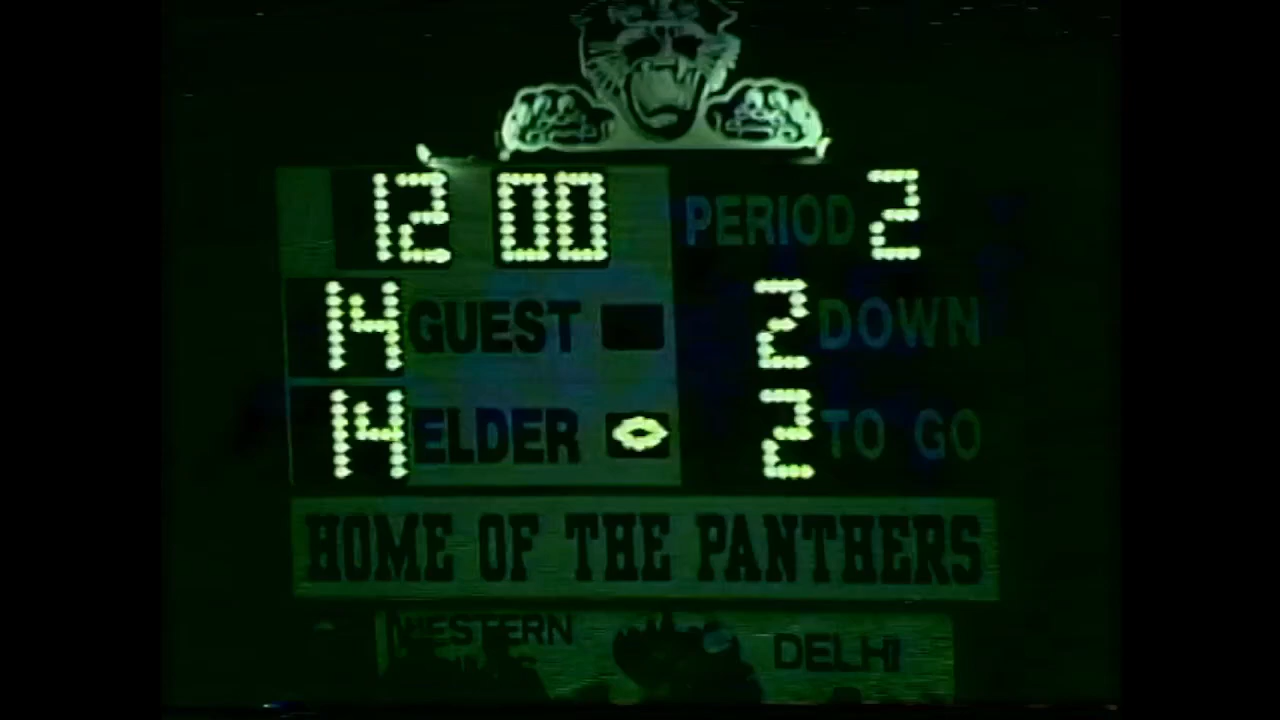 12 00 PERIOD 2
14 GUEST 2 DOWN
14 ELDER 2 TO GO
HOME OF THE PANTHERS
WESTERN DELHI